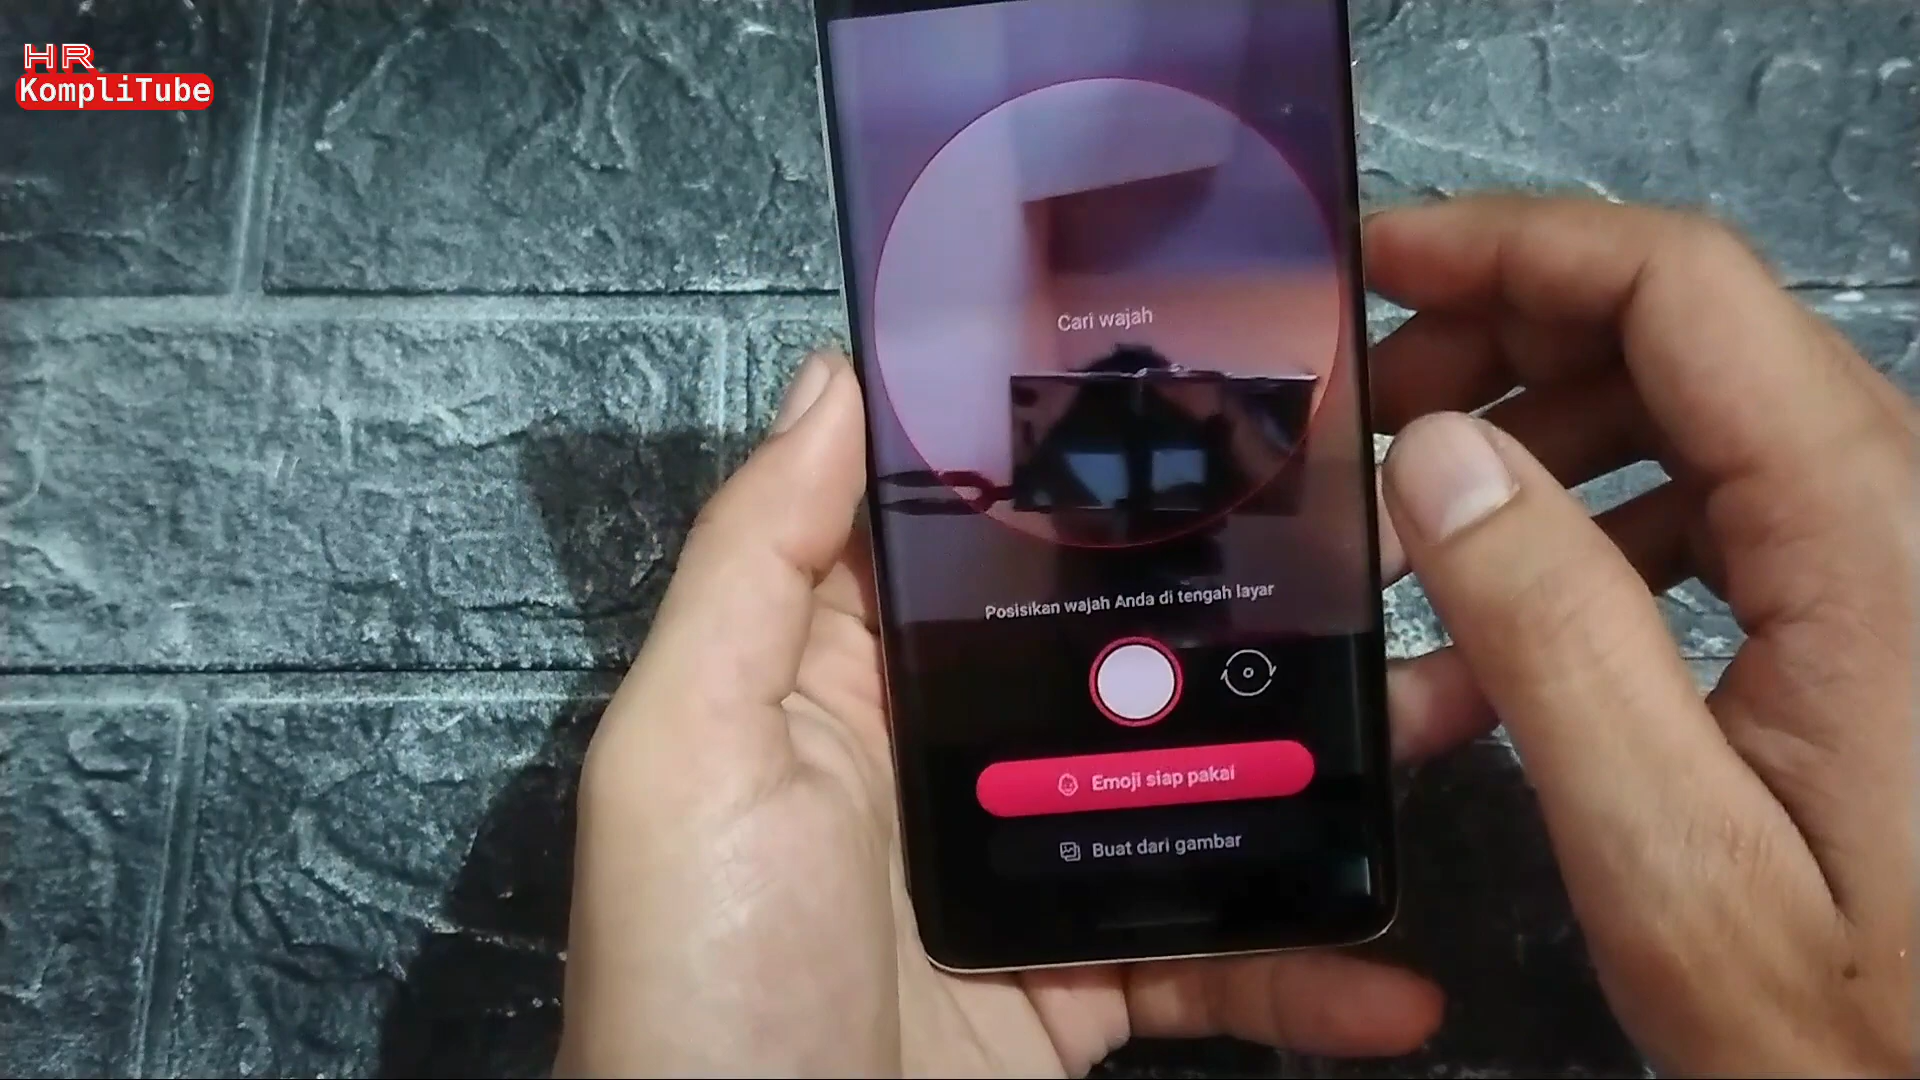 HR
KompliTube
Cari wajah
Posisikan wajah Anda di tengah layar
Emoji siap pakai
Buat dari gambar